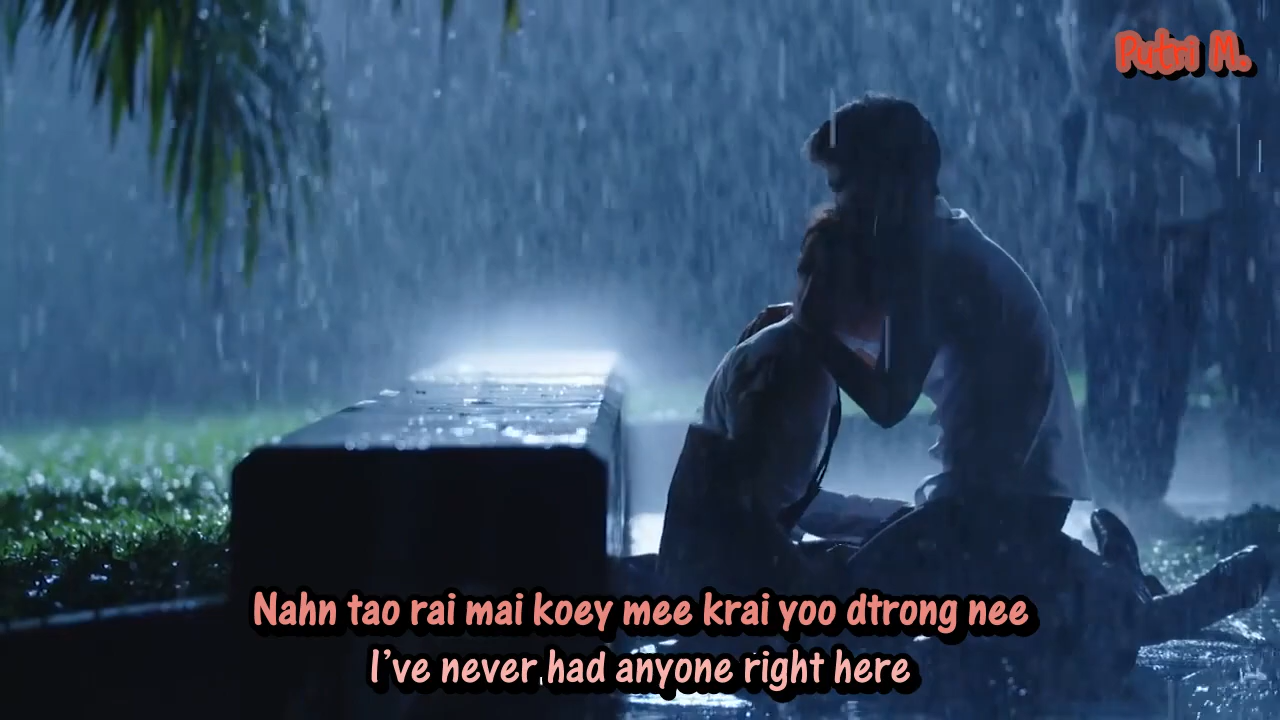 Putri M.
Nahn tao rai mai koey mee krai yoo dtrong nee
I've never had anyone right here